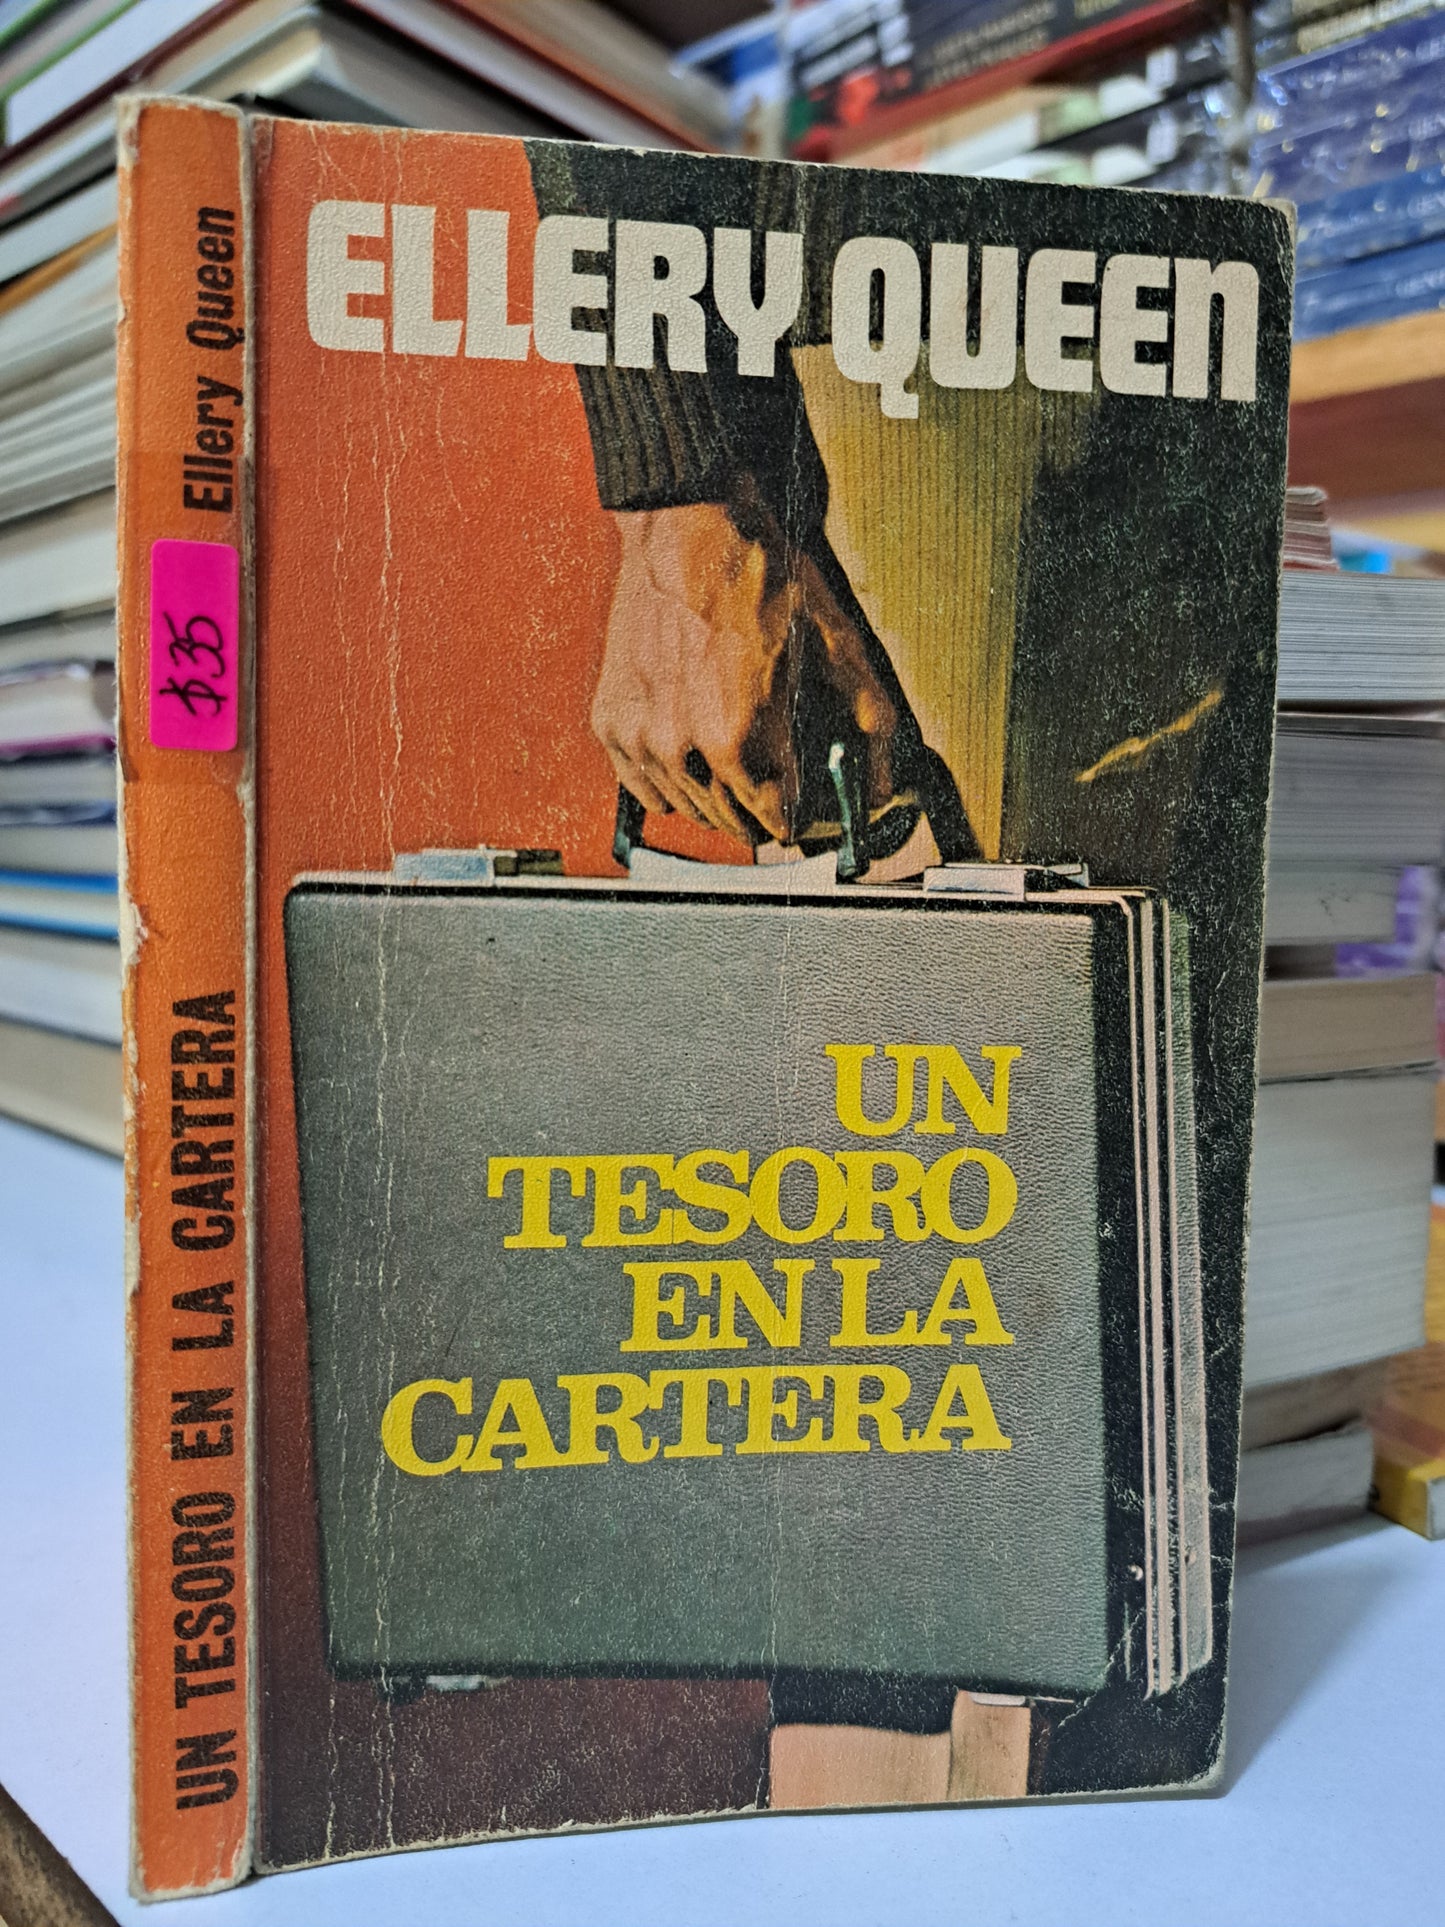 ELLERY QUEEN
UN
TESORO
EN LA
CARTERA
UN TESORO EN LA CARTERA Ellery Queen
$35